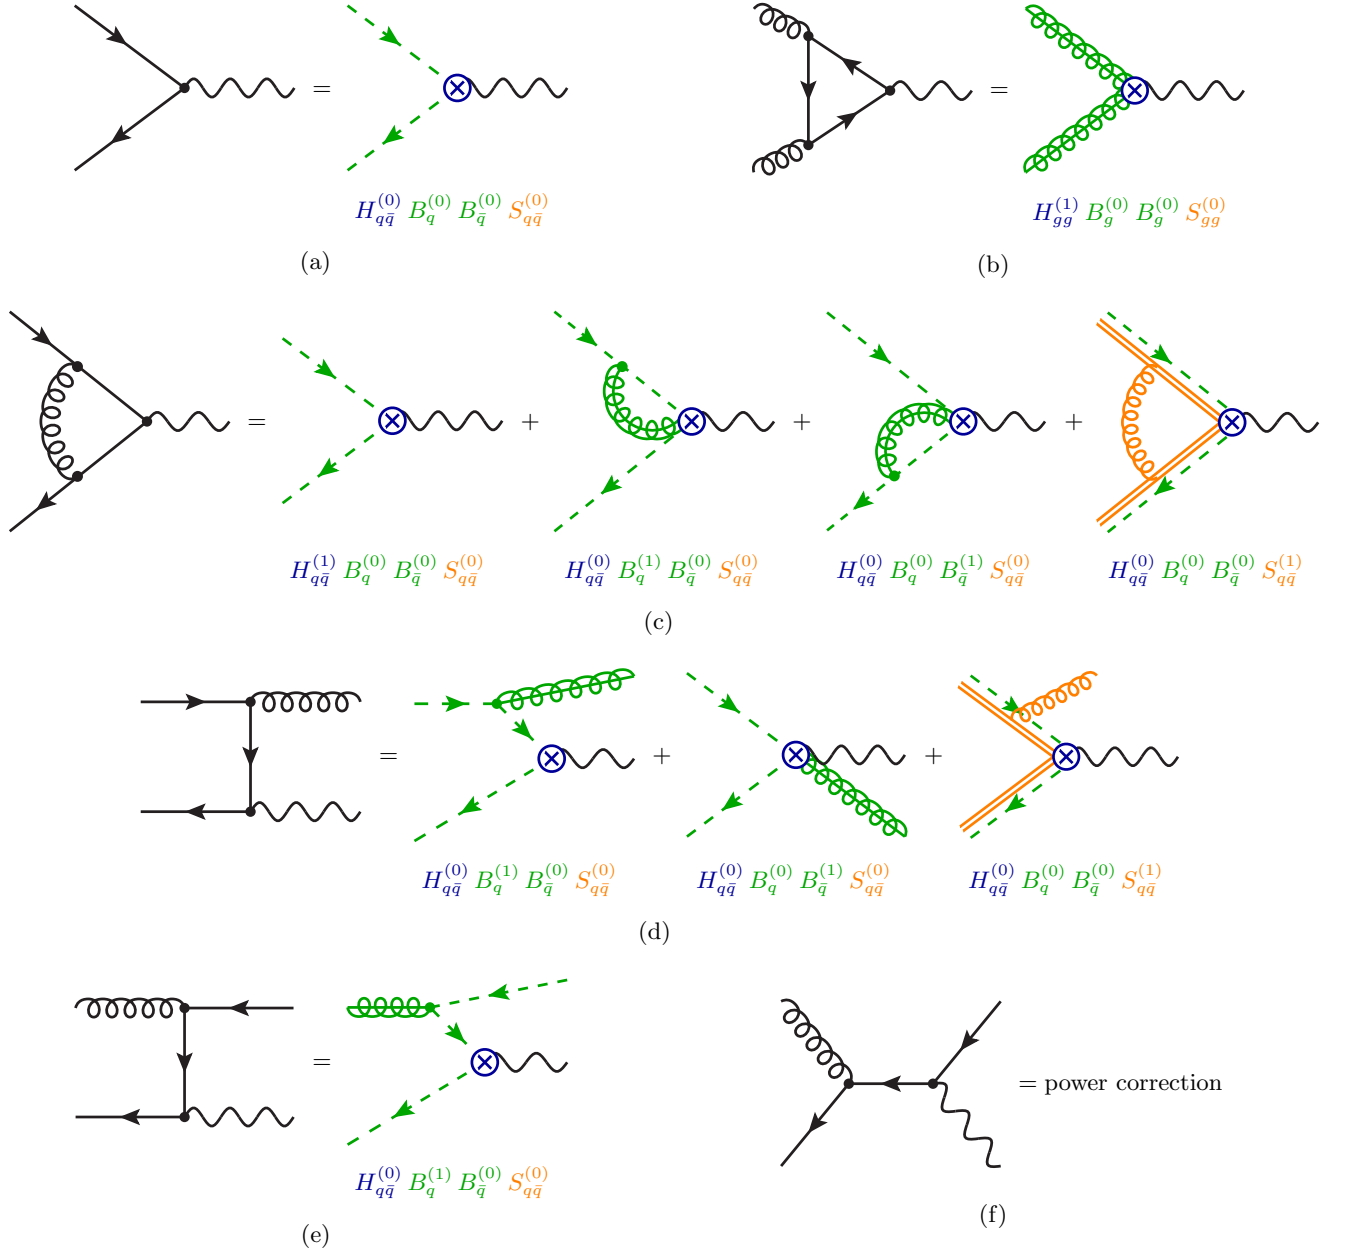 = =
$H_{q\bar{q}}^{(0)} B_q^{(0)} B_{\bar{q}}^{(0)} S_{q\bar{q}}^{(0)}$ $H_{gg}^{(1)} B_g^{(0)} B_g^{(0)} S_{gg}^{(0)}$
(a) (b)
= + + +
$H_{q\bar{q}}^{(1)} B_q^{(0)} B_{\bar{q}}^{(0)} S_{q\bar{q}}^{(0)}$ $H_{q\bar{q}}^{(0)} B_q^{(1)} B_{\bar{q}}^{(0)} S_{q\bar{q}}^{(0)}$ $H_{q\bar{q}}^{(0)} B_q^{(0)} B_{\bar{q}}^{(1)} S_{q\bar{q}}^{(0)}$ $H_{q\bar{q}}^{(0)} B_q^{(0)} B_{\bar{q}}^{(0)} S_{q\bar{q}}^{(1)}$
(c)
= + +
$H_{q\bar{q}}^{(0)} B_q^{(1)} B_{\bar{q}}^{(0)} S_{q\bar{q}}^{(0)}$ $H_{q\bar{q}}^{(0)} B_q^{(0)} B_{\bar{q}}^{(1)} S_{q\bar{q}}^{(0)}$ $H_{q\bar{q}}^{(0)} B_q^{(0)} B_{\bar{q}}^{(0)} S_{q\bar{q}}^{(1)}$
(d)
= = power correction
$H_{q\bar{q}}^{(0)} B_q^{(1)} B_{\bar{q}}^{(0)} S_{q\bar{q}}^{(0)}$
(e) (f)